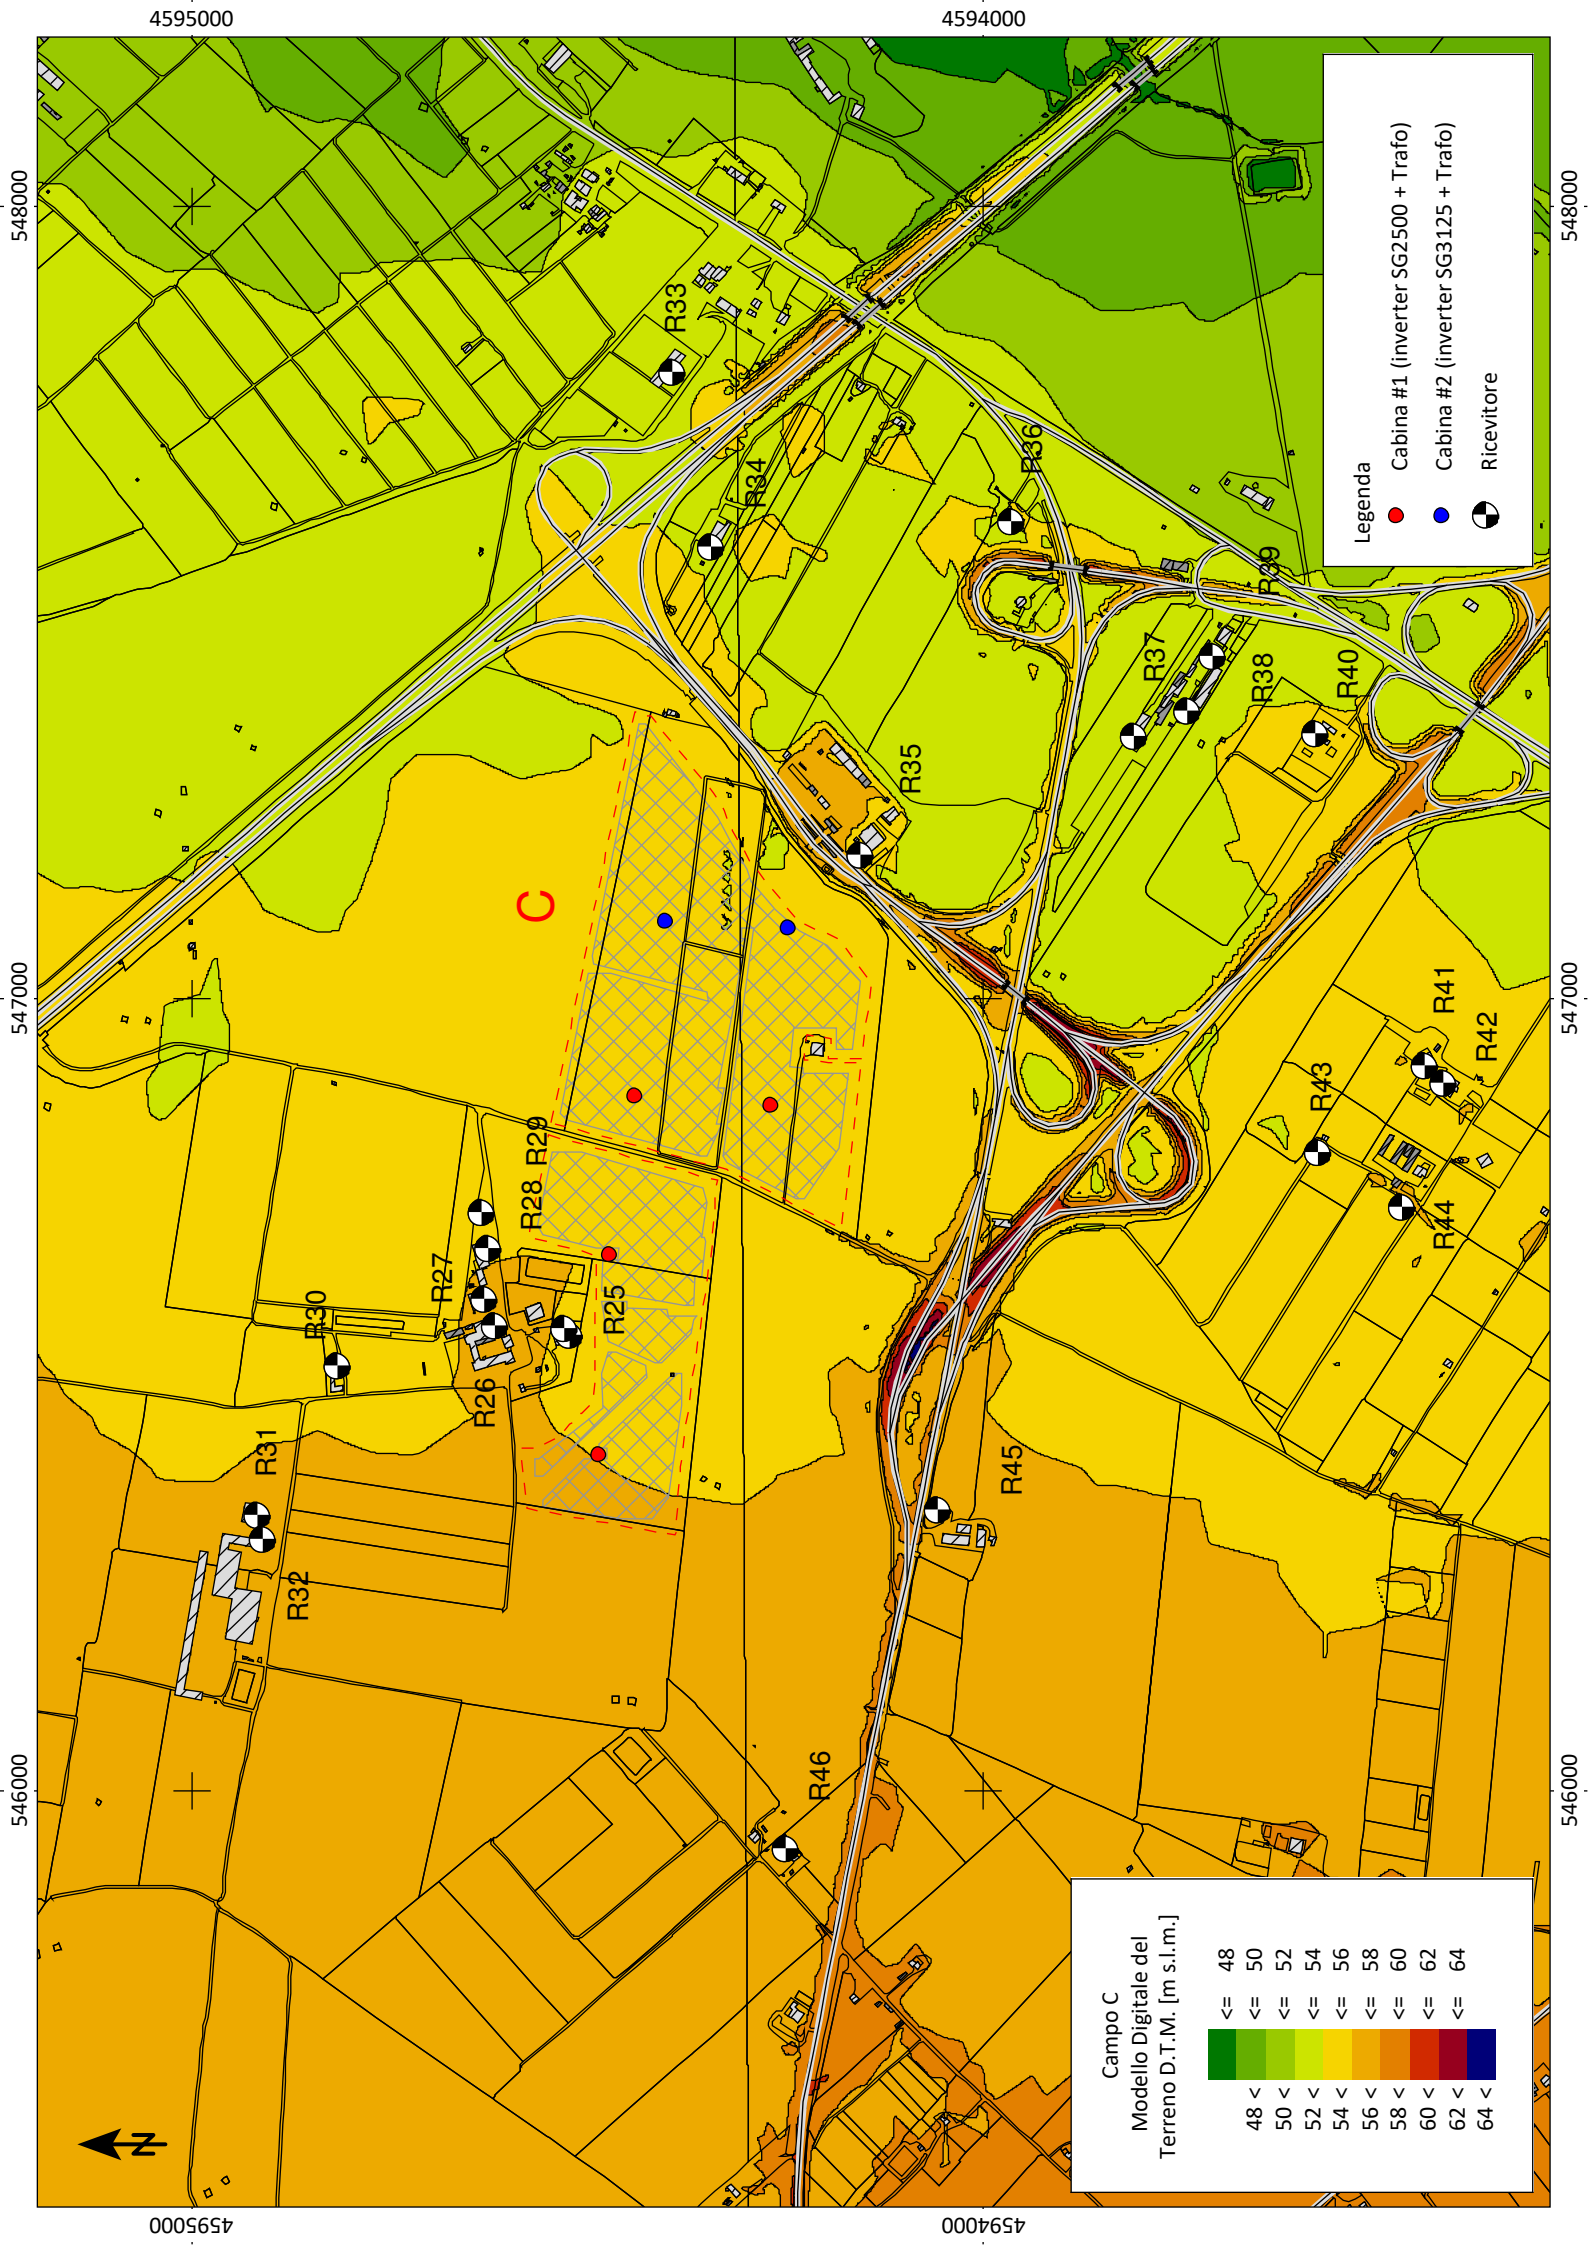 4595000
4594000
548000
547000
546000
548000
547000
546000
4595000
4594000
N
C
R25
R26
R27
R28
R29
R30
R31
R32
R33
R34
R35
R36
R37
R38
R39
R40
R41
R42
R43
R44
R45
R46
Legenda
Cabina #1 (inverter SG2500 + Trafo)
Cabina #2 (inverter SG3125 + Trafo)
Ricevitore
Campo C
Modello Digitale del
Terreno D.T.M. [m s.l.m.]
<= 48
48 < <= 50
50 < <= 52
52 < <= 54
54 < <= 56
56 < <= 58
58 < <= 60
60 < <= 62
62 < <= 64
64 <